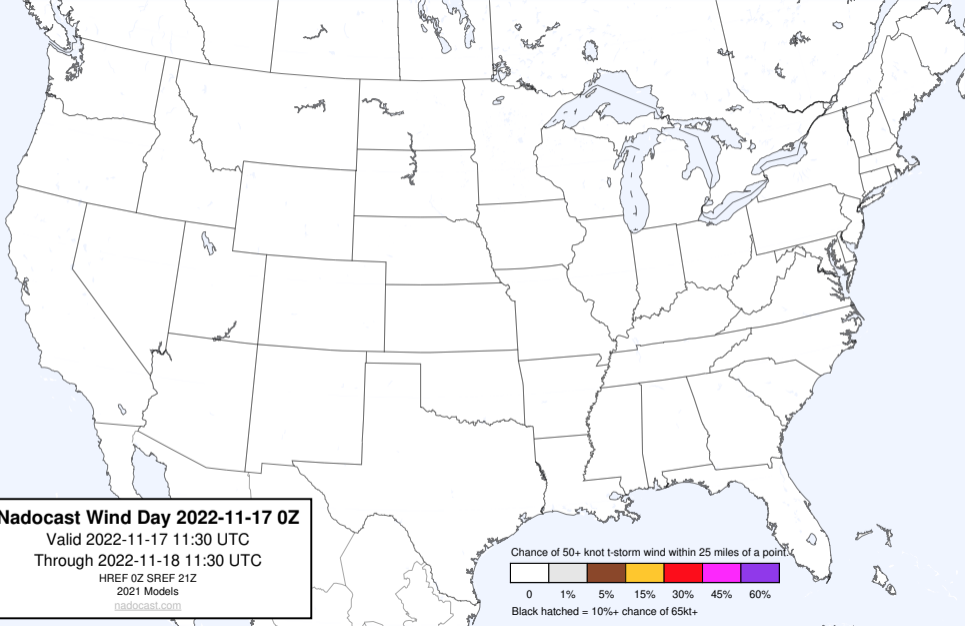 Nadocast Wind Day 2022-11-17 0Z
Valid 2022-11-17 11:30 UTC
Through 2022-11-18 11:30 UTC
HREF 0Z SREF 21Z
2021 Models
nadocast.com
Chance of 50+ knot t-storm wind within 25 miles of a point.
0 1% 5% 15% 30% 45% 60%
Black hatched = 10%+ chance of 65kt+